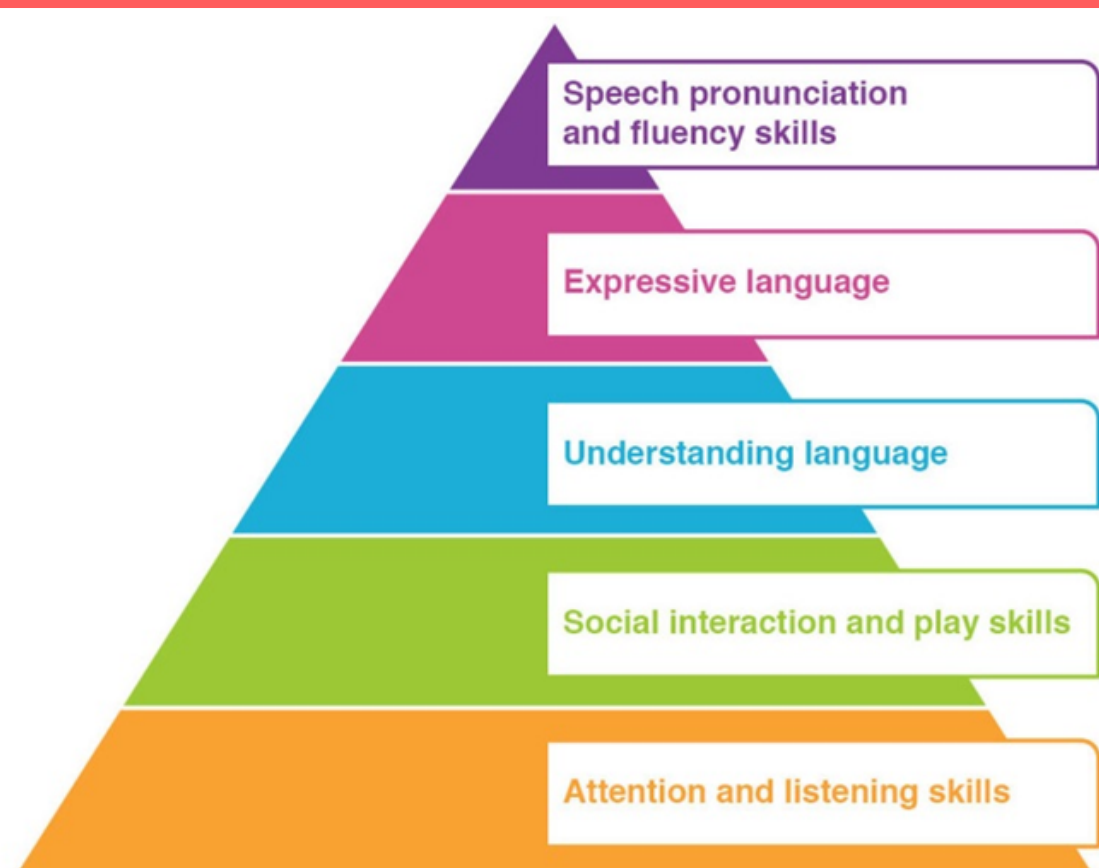 Speech pronunciation
and fluency skills
Expressive language
Understanding language
Social interaction and play skills
Attention and listening skills